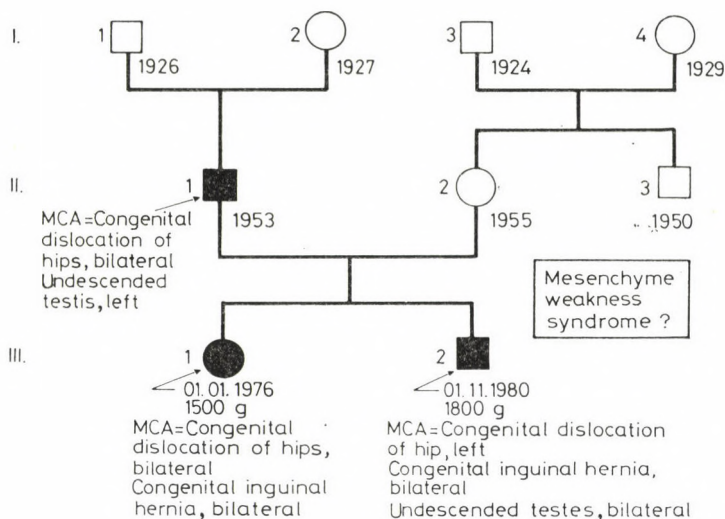 I.
1
1926
2
1927
3
1924
4
1929
II.
1
1953
2
1955
3
1950
MCA=Congenital
dislocation of
hips, bilateral
Undescended
testis, left
Mesenchyme
weakness
syndrome ?
III.
1
01.01.1976
1500 g
MCA=Congenital
dislocation of hips,
bilateral
Congenital inguinal
hernia, bilateral
2
01.11.1980
1800 g
MCA=Congenital dislocation
of hip, left
Congenital inguinal hernia,
bilateral
Undescended testes, bilateral